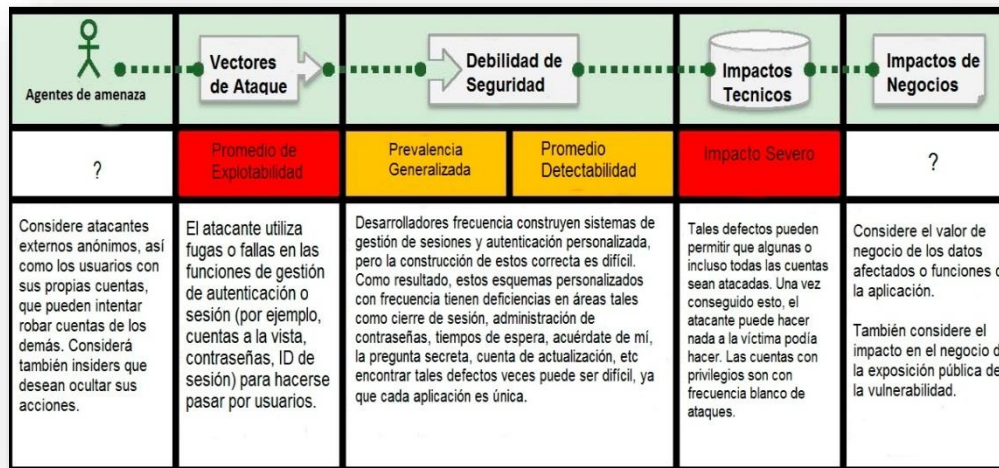 Agentes de amenaza
Vectores
de Ataque
Debilidad de
Seguridad
Impactos
Tecnicos
Impactos de
Negocios
?
Promedio de
Explotabilidad
Prevalencia
Generalizada
Promedio
Detectabilidad
Impacto Severo
?
Considere atacantes
externos anónimos, así
como los usuarios con
sus propias cuentas,
que pueden intentar
robar cuentas de los
demás. Considerá
también insiders que
desean ocultar sus
acciones.
El atacante utiliza
fugas o fallas en las
funciones de gestión
de autenticación o
sesión (por ejemplo,
cuentas a la vista,
contraseñas, ID de
sesión) para hacerse
pasar por usuarios.
Desarrolladores frecuencia construyen sistemas de
gestión de sesiones y autenticación personalizada,
pero la construcción de estos correcta es difícil.
Como resultado, estos esquemas personalizados
con frecuencia tienen deficiencias en áreas tales
como cierre de sesión, administración de
contraseñas, tiempos de espera, acuérdate de mí,
la pregunta secreta, cuenta de actualización, etc
encontrar tales defectos veces puede ser difícil, ya
que cada aplicación es única.
Tales defectos pueden
permitir que algunas o
incluso todas las cuentas
sean atacadas. Una vez
conseguido esto, el
atacante puede hacer
nada a la víctima podía
hacer. Las cuentas con
privilegios son con
frecuencia blanco de
ataques.
Considere el valor de
negocio de los datos
afectados o funciones
la aplicación.
También considere el
impacto en el negocio
la exposición pública de
la vulnerabilidad.